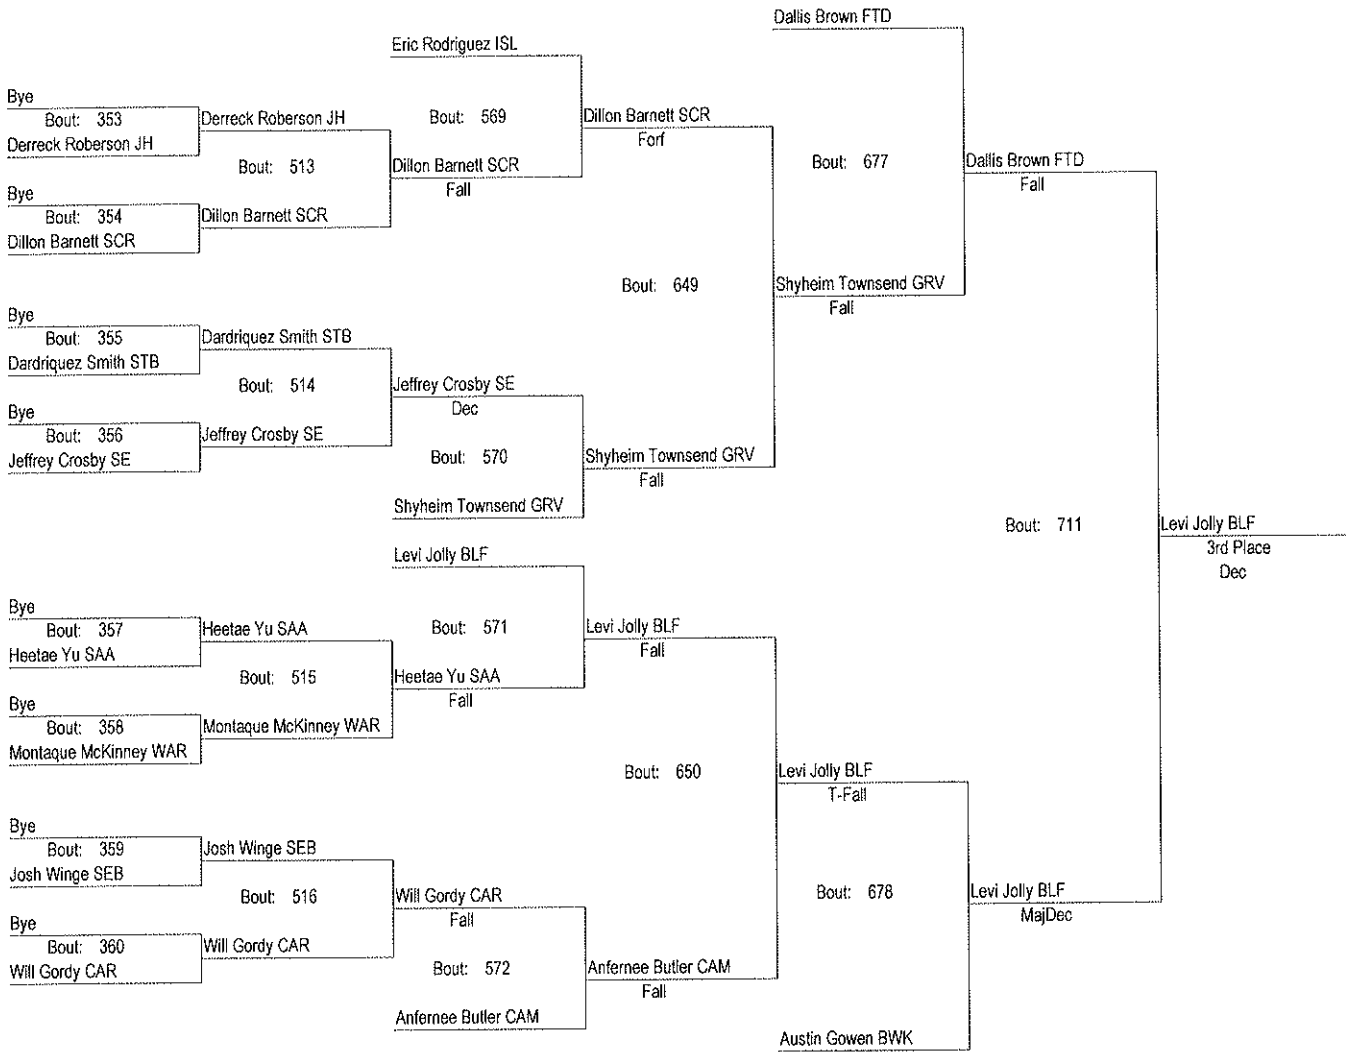 Dallis Brown FTD
Eric Rodriguez ISL
Bye
Bout: 353
Derreck Roberson JH
Derreck Roberson JH
Bout: 569
Dillon Barnett SCR
Forf
Bout: 513
Dillon Barnett SCR
Fall
Bout: 677
Dallis Brown FTD
Fall
Bye
Bout: 354
Dillon Barnett SCR
Dillon Barnett SCR
Bout: 649
Shyheim Townsend GRV
Fall
Bye
Bout: 355
Dardriquez Smith STB
Dardriquez Smith STB
Bout: 514
Jeffrey Crosby SE
Dec
Bye
Bout: 356
Jeffrey Crosby SE
Jeffrey Crosby SE
Bout: 570
Shyheim Townsend GRV
Fall
Shyheim Townsend GRV
Bout: 711
Levi Jolly BLF
3rd Place
Dec
Levi Jolly BLF
Bye
Bout: 357
Heetae Yu SAA
Heetae Yu SAA
Bout: 571
Levi Jolly BLF
Fall
Bout: 515
Heetae Yu SAA
Fall
Bye
Bout: 358
Montaque McKinney WAR
Montaque McKinney WAR
Bout: 650
Levi Jolly BLF
T-Fall
Bye
Bout: 359
Josh Winge SEB
Josh Winge SEB
Bout: 516
Will Gordy CAR
Fall
Bout: 678
Levi Jolly BLF
MajDec
Bye
Bout: 360
Will Gordy CAR
Will Gordy CAR
Bout: 572
Anfernee Butler CAM
Fall
Anfernee Butler CAM
Austin Gowen BWK